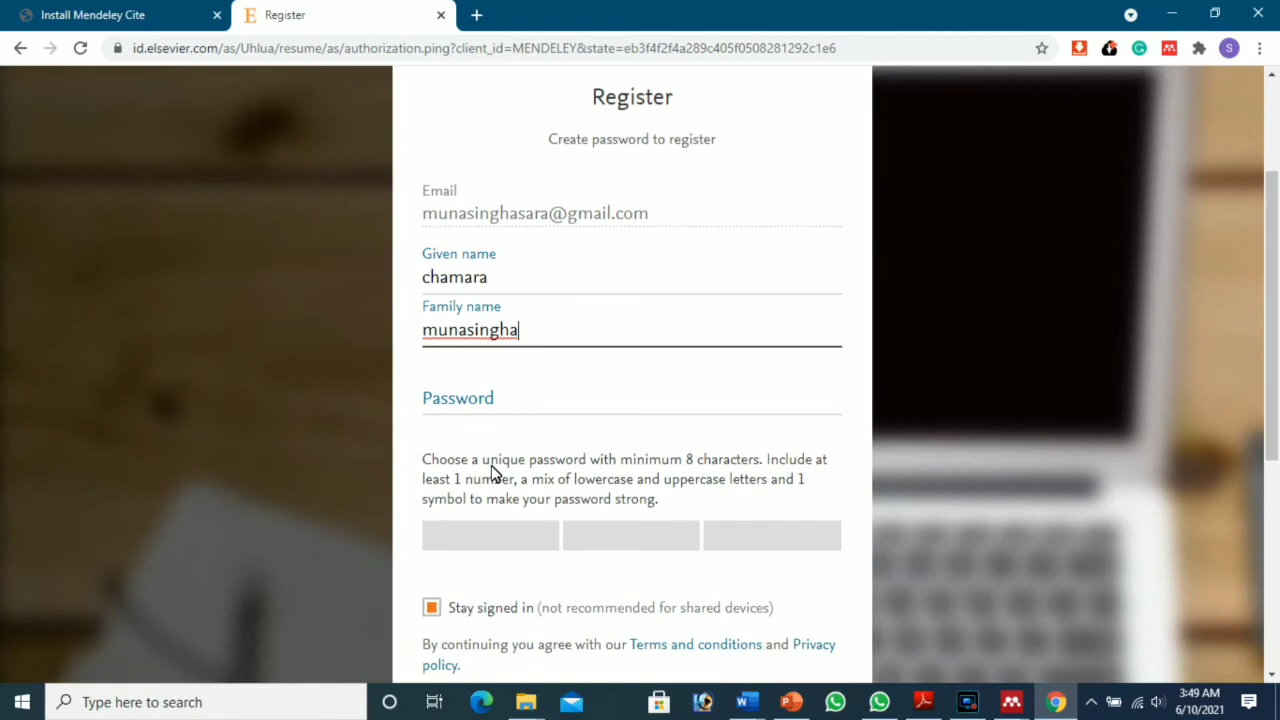 Install Mendeley Cite
Register
id.elsevier.com/as/Uhlua/resume/as/authorization.ping?client_id=MENDELEY&state=eb3f4f2f4a289c405f0508281292c1e6
S
Register
Create password to register
Email
munasinghasara@gmail.com
Given name
chamara
Family name
munasingha
Password
Choose a unique password with minimum 8 characters. Include at
least 1 number, a mix of lowercase and uppercase letters and 1
symbol to make your password strong.
Stay signed in (not recommended for shared devices)
By continuing you agree with our Terms and conditions and Privacy
policy.
Type here to search
3:49 AM
6/10/2021